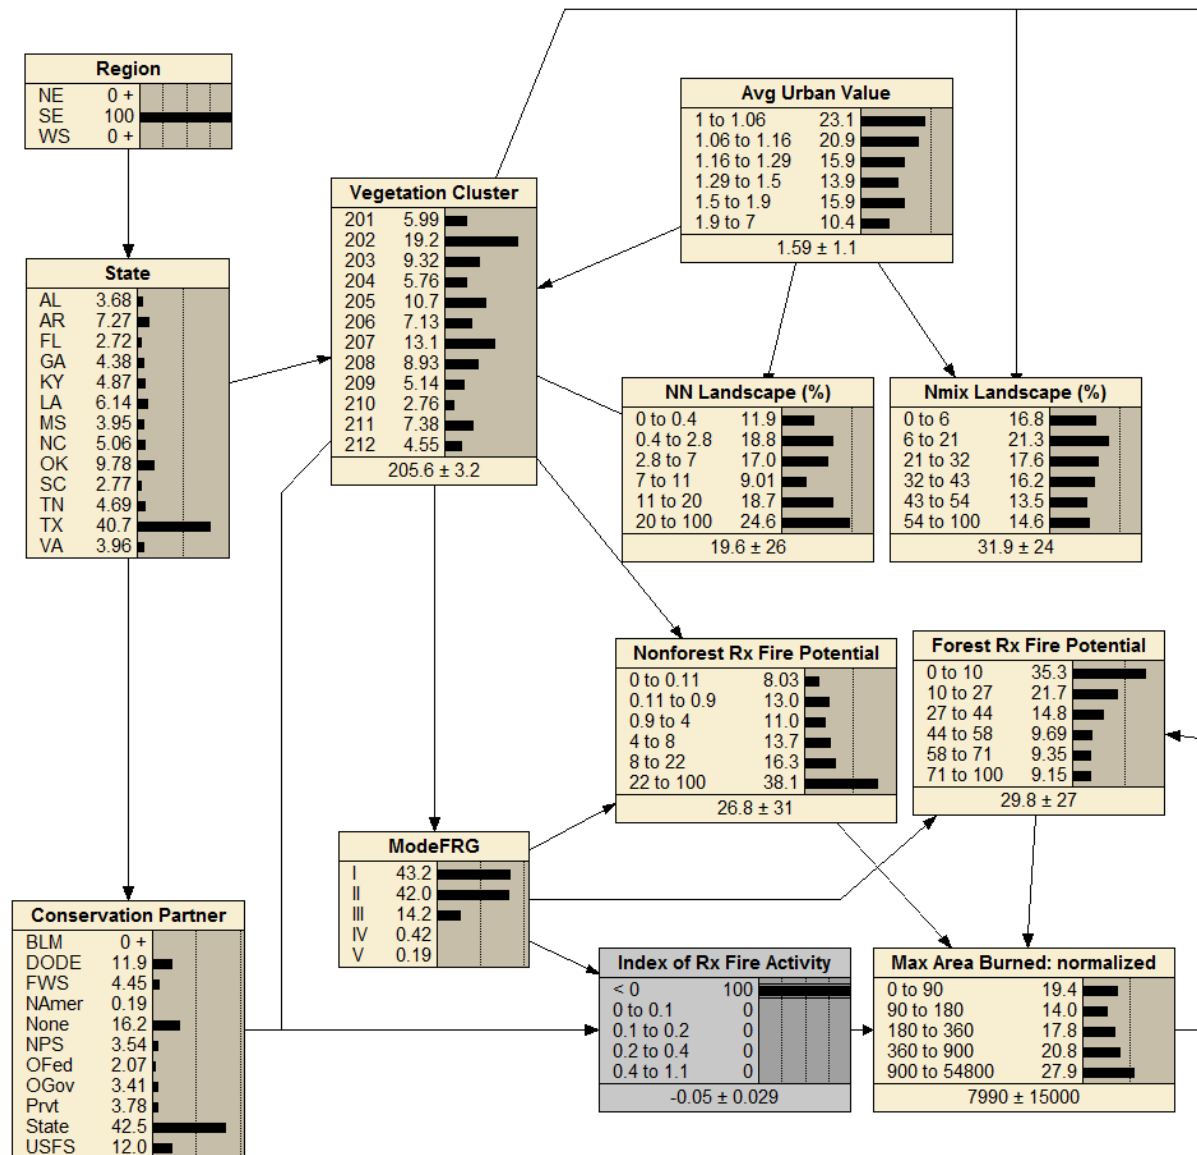 Region
NE 0 +
SE 100
WS 0 +
Avg Urban Value
1 to 1.06 23.1
1.06 to 1.16 20.9
1.16 to 1.29 15.9
1.29 to 1.5 13.9
1.5 to 1.9 15.9
1.9 to 7 10.4
1.59 ± 1.1
Vegetation Cluster
201 5.99
202 19.2
203 9.32
204 5.76
205 10.7
206 7.13
207 13.1
208 8.93
209 5.14
210 2.76
211 7.38
212 4.55
205.6 ± 3.2
State
AL 3.68
AR 7.27
FL 2.72
GA 4.38
KY 4.87
LA 6.14
MS 3.95
NC 5.06
OK 9.78
SC 2.77
TN 4.69
TX 40.7
VA 3.96
NN Landscape (%)
0 to 0.4 11.9
0.4 to 2.8 18.8
2.8 to 7 17.0
7 to 11 9.01
11 to 20 18.7
20 to 100 24.6
19.6 ± 26
Nmix Landscape (%)
0 to 6 16.8
6 to 21 21.3
21 to 32 17.6
32 to 43 16.2
43 to 54 13.5
54 to 100 14.6
31.9 ± 24
Nonforest Rx Fire Potential
0 to 0.11 8.03
0.11 to 0.9 13.0
0.9 to 4 11.0
4 to 8 13.7
8 to 22 16.3
22 to 100 38.1
26.8 ± 31
Forest Rx Fire Potential
0 to 10 35.3
10 to 27 21.7
27 to 44 14.8
44 to 58 9.69
58 to 71 9.35
71 to 100 9.15
29.8 ± 27
ModeFRG
I 43.2
II 42.0
III 14.2
IV 0.42
V 0.19
Conservation Partner
BLM 0 +
DODE 11.9
FWS 4.45
NAmer 0.19
None 16.2
NPS 3.54
OFed 2.07
OGov 3.41
Prvt 3.78
State 42.5
USFS 12.0
Index of Rx Fire Activity
< 0 100
0 to 0.1 0
0.1 to 0.2 0
0.2 to 0.4 0
0.4 to 1.1 0
-0.05 ± 0.029
Max Area Burned: normalized
0 to 90 19.4
90 to 180 14.0
180 to 360 17.8
360 to 900 20.8
900 to 54800 27.9
7990 ± 15000